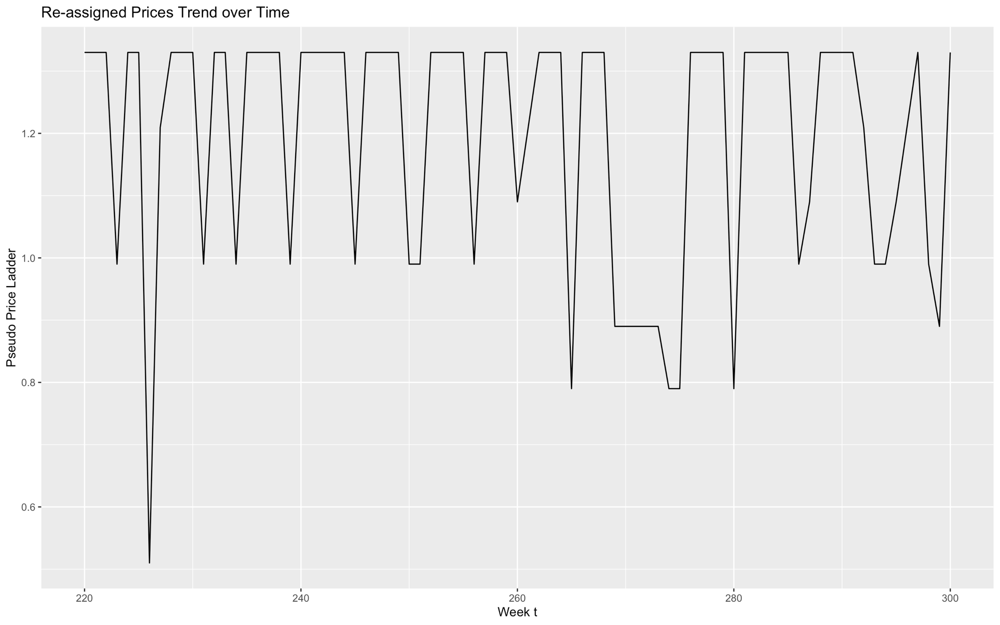 Re-assigned Prices Trend over Time
Pseudo Price Ladder
1.2
1.0
0.8
0.6
220 240 260 280 300
Week t